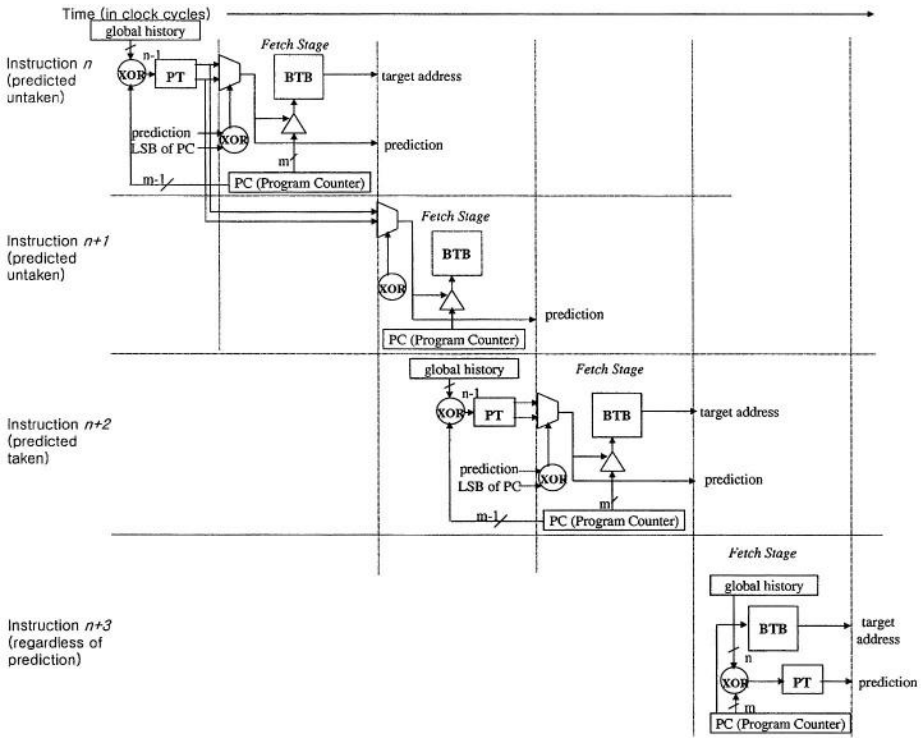 Time (in clock cycles)
global history
Fetch Stage
Instruction n
(predicted
untaken)
n-1
XOR
PT
BTB
target address
prediction
LSB of PC
XOR
prediction
m
m-1
PC (Program Counter)
Instruction n+1
(predicted
untaken)
Fetch Stage
BTB
XOR
prediction
PC (Program Counter)
Instruction n+2
(predicted
taken)
global history
Fetch Stage
n-1
XOR
PT
BTB
target address
prediction
LSB of PC
XOR
prediction
m
m-1
PC (Program Counter)
Instruction n+3
(regardless of
prediction)
Fetch Stage
global history
BTB
target
address
n
XOR
PT
prediction
m
PC (Program Counter)